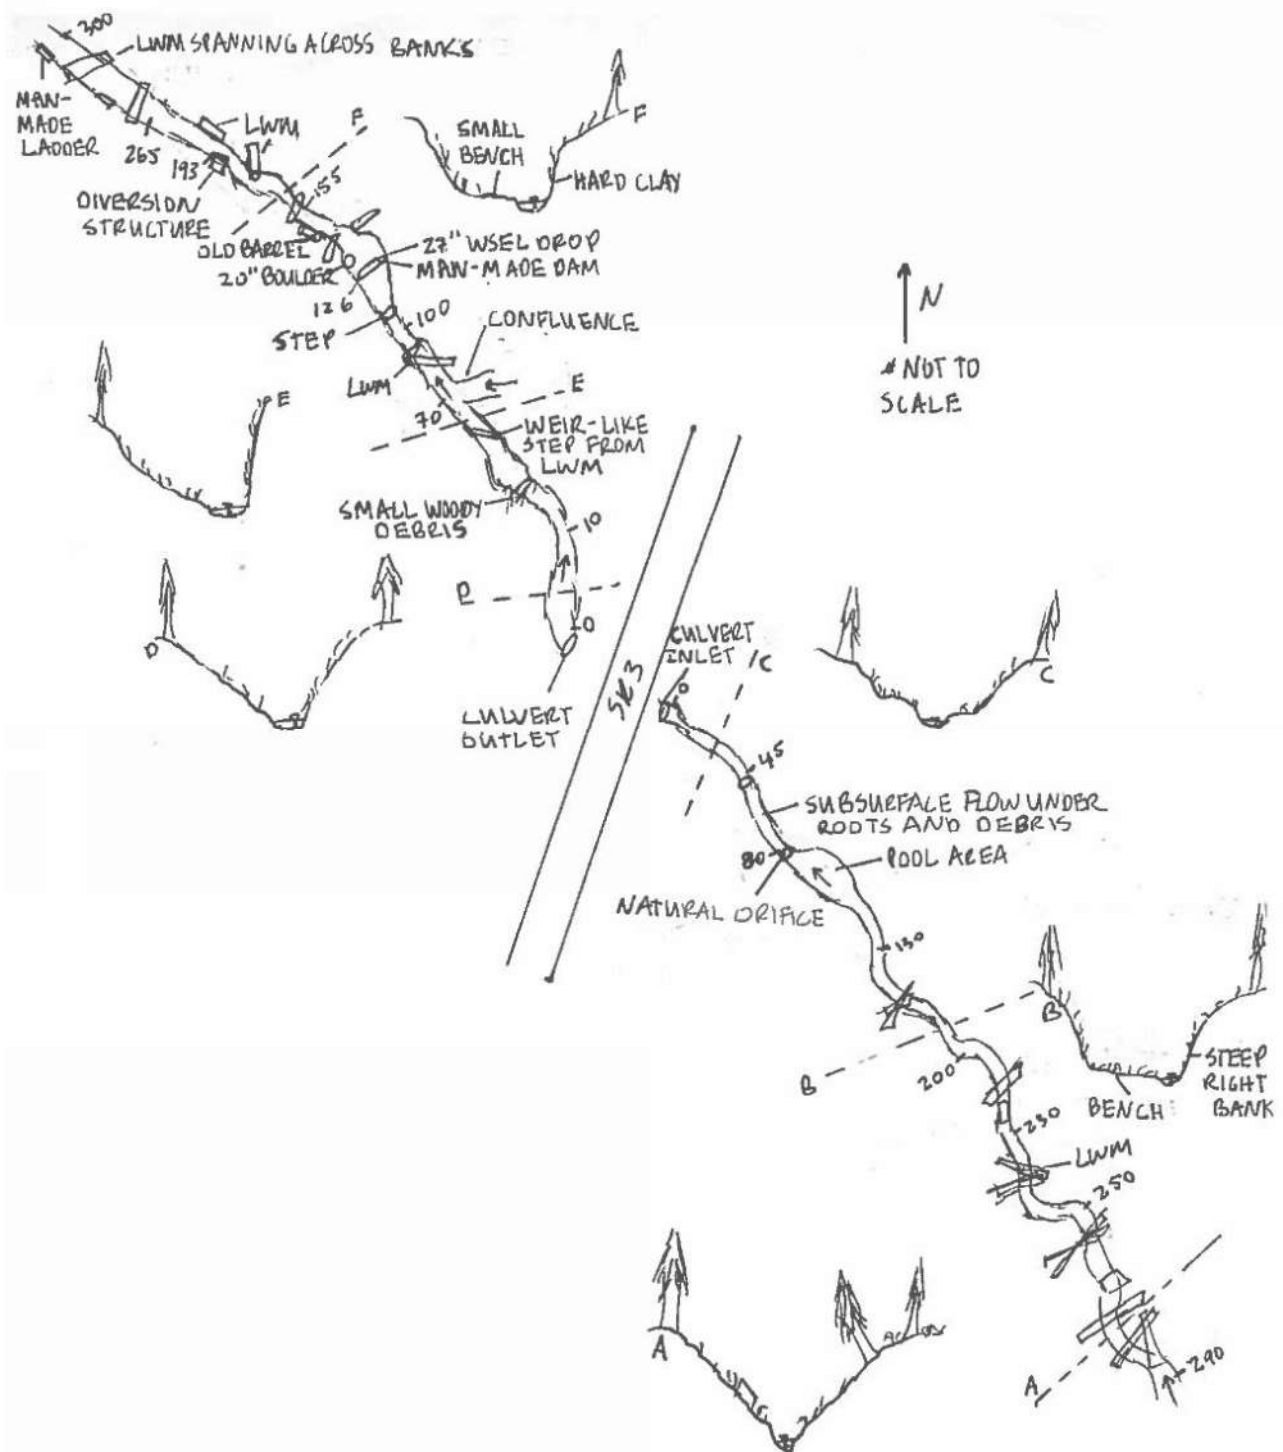 300
LWM SPANNING ACROSS BANKS
MAN-
MADE
LADDER
265
193
LWM
F
155
DIVERSION
STRUCTURE
OLD BARREL
20" BOULDER
126
STEP
27" WSEL DROP
MAN-MADE DAM
100
CONFLUENCE
LWM
70
E
WEIR-LIKE
STEP FROM
LWM
SMALL WOODY
DEBRIS
10
D
0
CULVERT
OUTLET
SMALL
BENCH
F
HARD CLAY
N
* NOT TO
SCALE
E
D
CULVERT
INLET
0
C
C
45
SUBSURFACE FLOW UNDER
ROOTS AND DEBRIS
80
POOL AREA
NATURAL ORIFICE
130
B
200
B
BENCH
STEEP
RIGHT
BANK
230
LWM
250
A
A
290